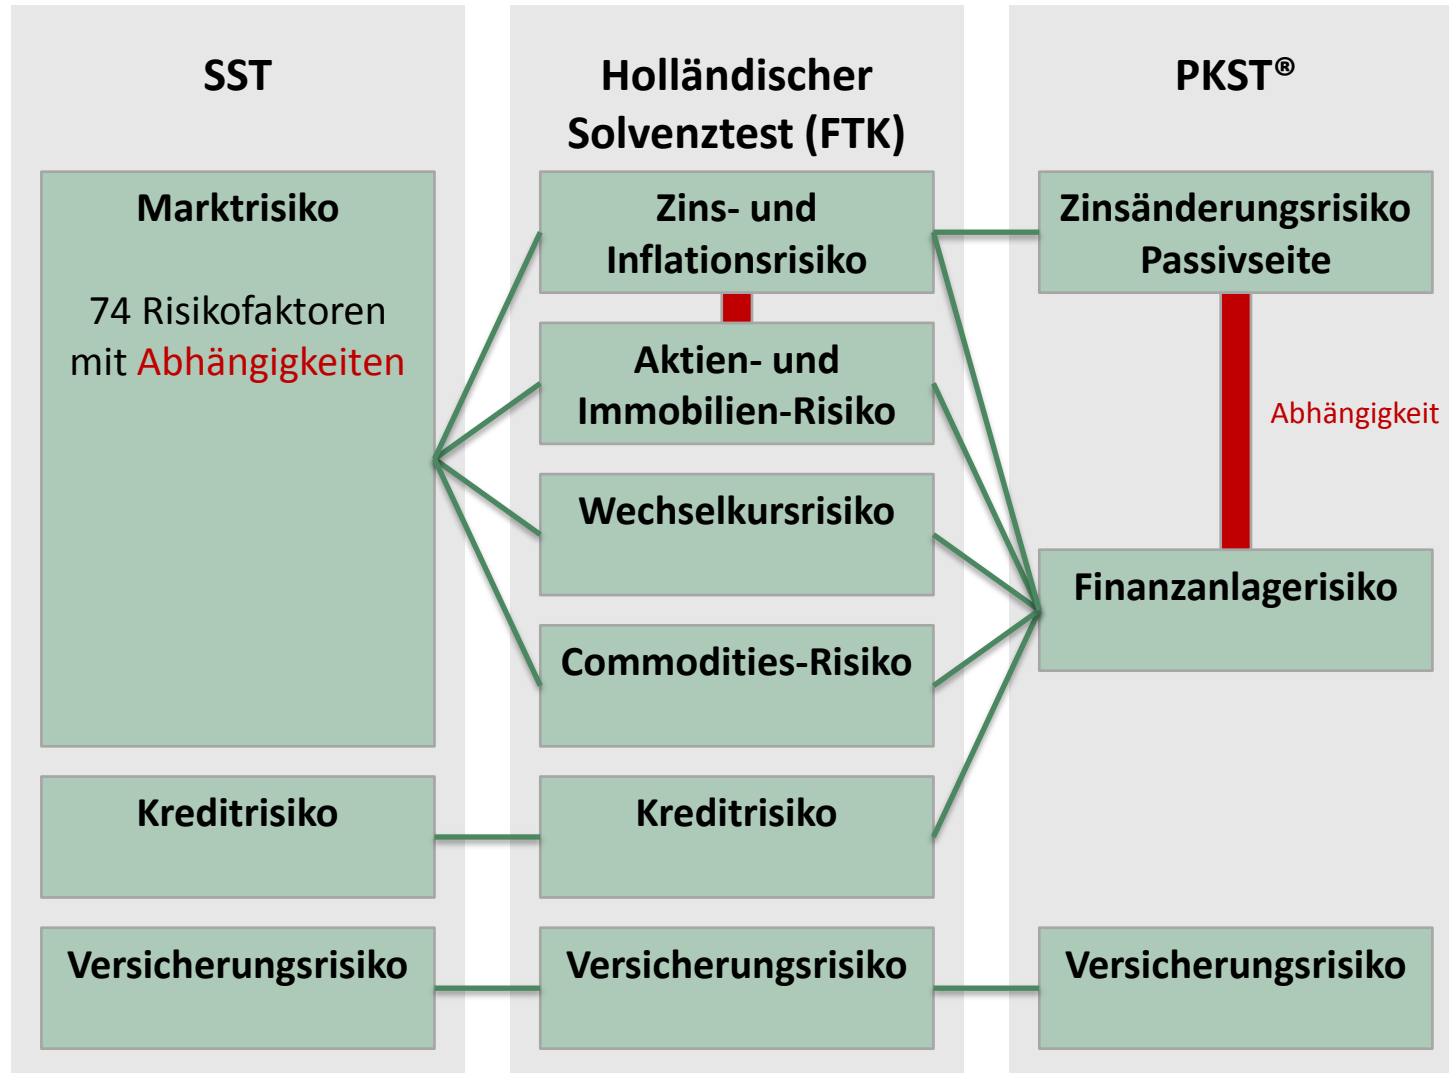 SST
Marktrisiko
74 Risikofaktoren
mit Abhängigkeiten
Kreditrisiko
Versicherungsrisiko
Holländischer
Solvenztest (FTK)
Zins- und
Inflationsrisiko
Aktien- und
Immobilien-Risiko
Wechselkursrisiko
Commodities-Risiko
Kreditrisiko
Versicherungsrisiko
PKST®
Zinsänderungsrisiko
Passivseite
Abhängigkeit
Finanzanlagerisiko
Versicherungsrisiko